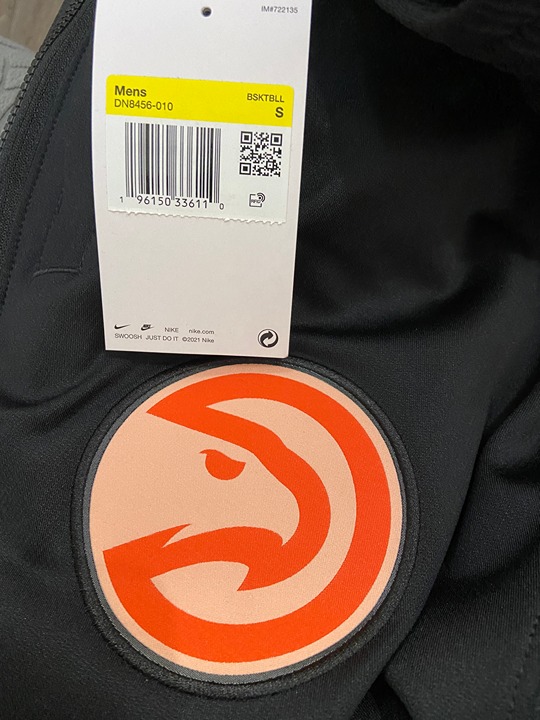 IM#722135
Mens
DN8456-010
BSKTBLL
S
1 96150 33611 0
RFID
NIKE nike.com
SWOOSH JUST DO IT ©2021 Nike